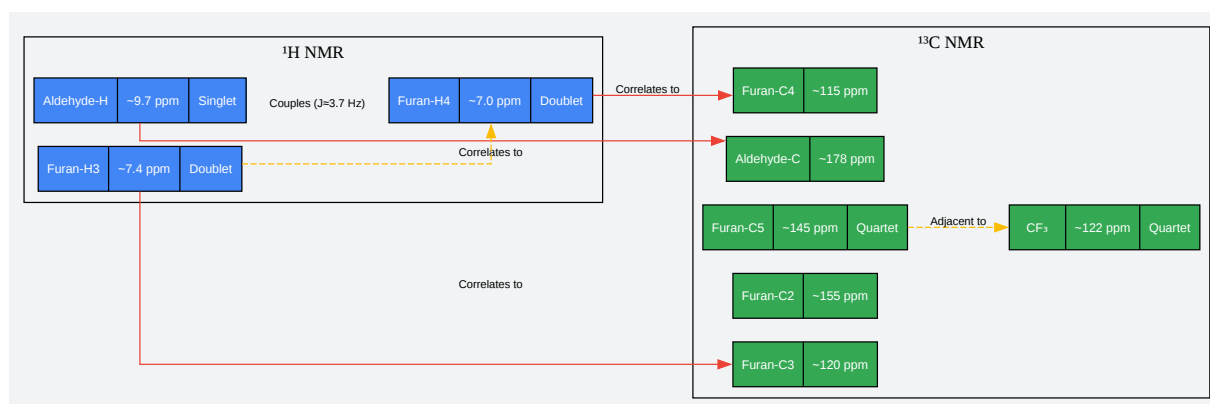 ¹H NMR
Aldehyde-H ~9.7 ppm Singlet
Couples (J≈3.7 Hz)
Furan-H4 ~7.0 ppm Doublet
Furan-H3 ~7.4 ppm Doublet
Correlates to
Correlates to
Correlates to
¹³C NMR
Furan-C4 ~115 ppm
Aldehyde-C ~178 ppm
Furan-C5 ~145 ppm Quartet
Adjacent to
CF₃ ~122 ppm Quartet
Furan-C2 ~155 ppm
Furan-C3 ~120 ppm